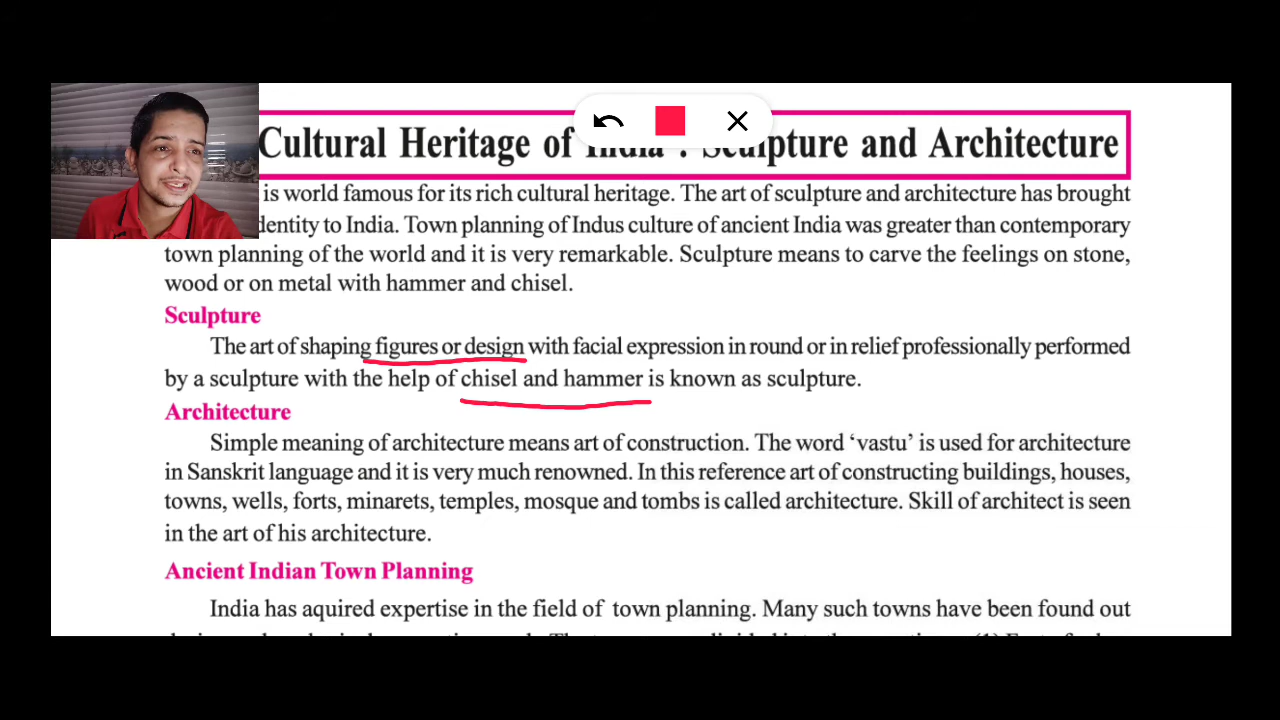 Cultural Heritage of India : Sculpture and Architecture
is world famous for its rich cultural heritage. The art of sculpture and architecture has brought
dentity to India. Town planning of Indus culture of ancient India was greater than contemporary
town planning of the world and it is very remarkable. Sculpture means to carve the feelings on stone,
wood or on metal with hammer and chisel.
Sculpture
The art of shaping figures or design with facial expression in round or in relief professionally performed
by a sculpture with the help of chisel and hammer is known as sculpture.
Architecture
Simple meaning of architecture means art of construction. The word ‘vastu’ is used for architecture
in Sanskrit language and it is very much renowned. In this reference art of constructing buildings, houses,
towns, wells, forts, minarets, temples, mosque and tombs is called architecture. Skill of architect is seen
in the art of his architecture.
Ancient Indian Town Planning
India has aquired expertise in the field of town planning. Many such towns have been found out